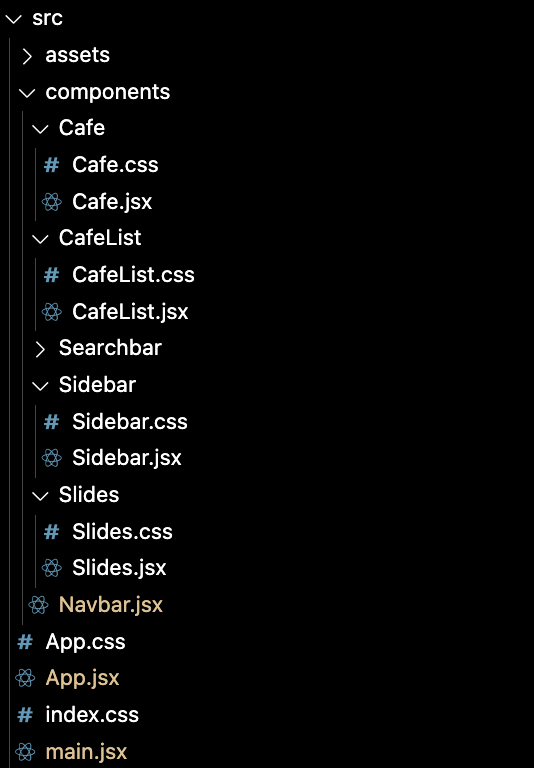 src
assets
components
Cafe
# Cafe.css
Cafe.jsx
CafeList
# CafeList.css
CafeList.jsx
Searchbar
Sidebar
# Sidebar.css
Sidebar.jsx
Slides
# Slides.css
Slides.jsx
Navbar.jsx
# App.css
App.jsx
# index.css
main.jsx